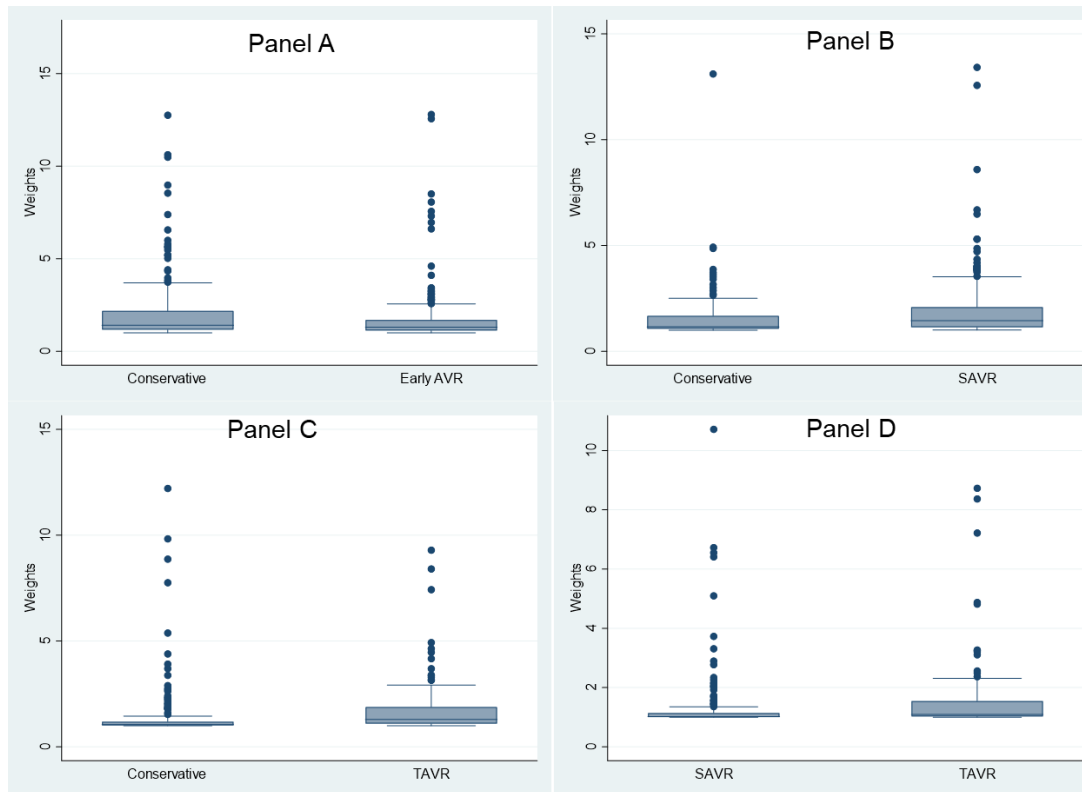 Panel A
15
10
5
0
Weights
Conservative
Early AVR
Panel B
15
10
5
0
Weights
Conservative
SAVR
Panel C
15
10
5
0
Weights
Conservative
TAVR
Panel D
10
8
6
4
2
0
Weights
SAVR
TAVR